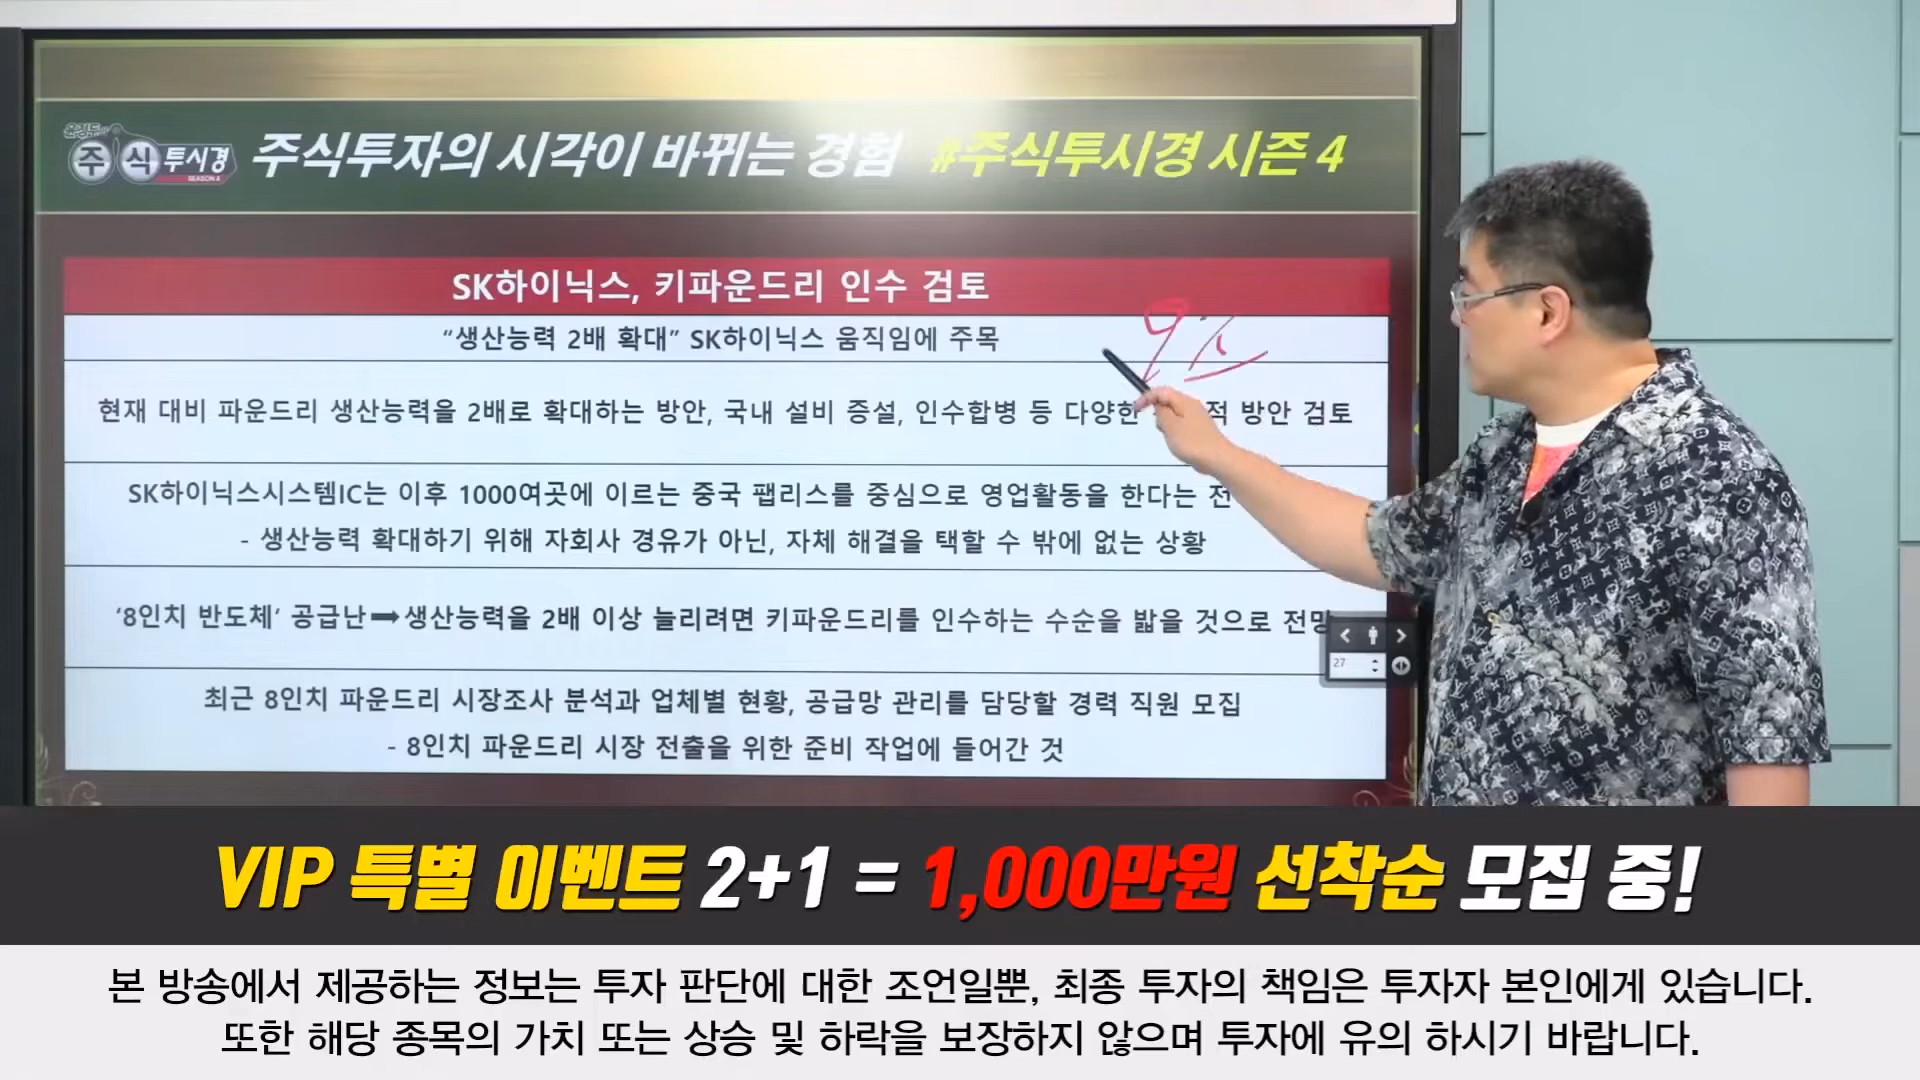 윤정두의
주식투시경
SEASON 4
주식투자의 시각이 바뀌는 경험 #주식투시경 시즌 4
SK하이닉스, 키파운드리 인수 검토
“생산능력 2배 확대” SK하이닉스 움직임에 주목
9조
현재 대비 파운드리 생산능력을 2배로 확대하는 방안, 국내 설비 증설, 인수합병 등 다양한 적 방안 검토
SK하이닉스시스템IC는 이후 1000여곳에 이르는 중국 팹리스를 중심으로 영업활동을 한다는 전
- 생산능력 확대하기 위해 자회사 경유가 아닌, 자체 해결을 택할 수 밖에 없는 상황
‘8인치 반도체’ 공급난➡생산능력을 2배 이상 늘리려면 키파운드리를 인수하는 수순을 밟을 것으로 전망
27
최근 8인치 파운드리 시장조사 분석과 업체별 현황, 공급망 관리를 담당할 경력 직원 모집
- 8인치 파운드리 시장 전출을 위한 준비 작업에 들어간 것
VIP 특별 이벤트 2+1 = 1,000만원 선착순 모집 중!
본 방송에서 제공하는 정보는 투자 판단에 대한 조언일뿐, 최종 투자의 책임은 투자자 본인에게 있습니다.
또한 해당 종목의 가치 또는 상승 및 하락을 보장하지 않으며 투자에 유의 하시기 바랍니다.